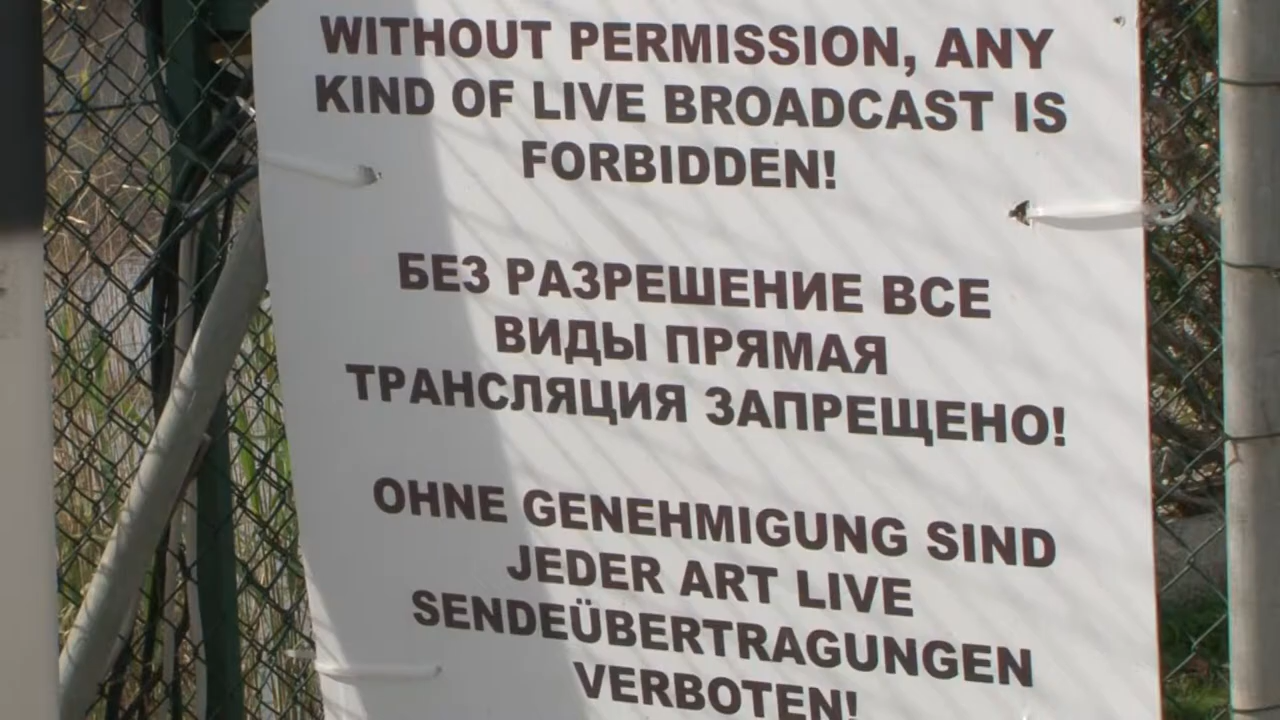 WITHOUT PERMISSION, ANY
KIND OF LIVE BROADCAST IS
FORBIDDEN!
БЕЗ РАЗРЕШЕНИЕ ВСЕ
ВИДЫ ПРЯМАЯ
ТРАНСЛЯЦИЯ ЗАПРЕЩЕНО!
OHNE GENEHMIGUNG SIND
JEDER ART LIVE
SENDEÜBERTRAGUNGEN
VERBOTEN!